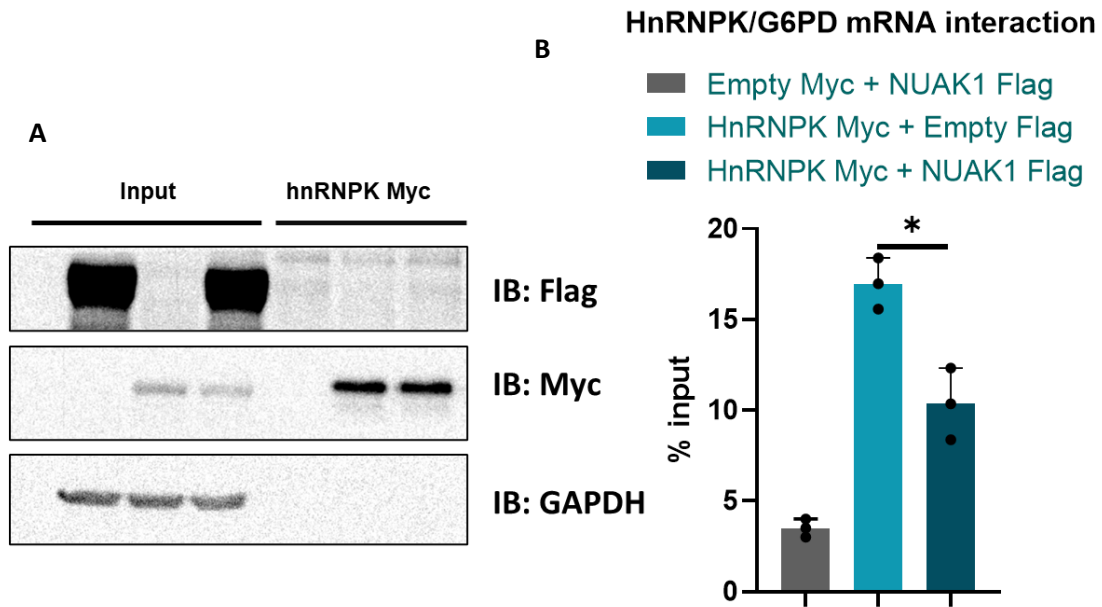 A
Input
hnRNPK Myc
IB: Flag
IB: Myc
IB: GAPDH
B
HnRNPK/G6PD mRNA interaction
Empty Myc + NUAK1 Flag
HnRNPK Myc + Empty Flag
HnRNPK Myc + NUAK1 Flag
% input
20
15
10
5
0
*